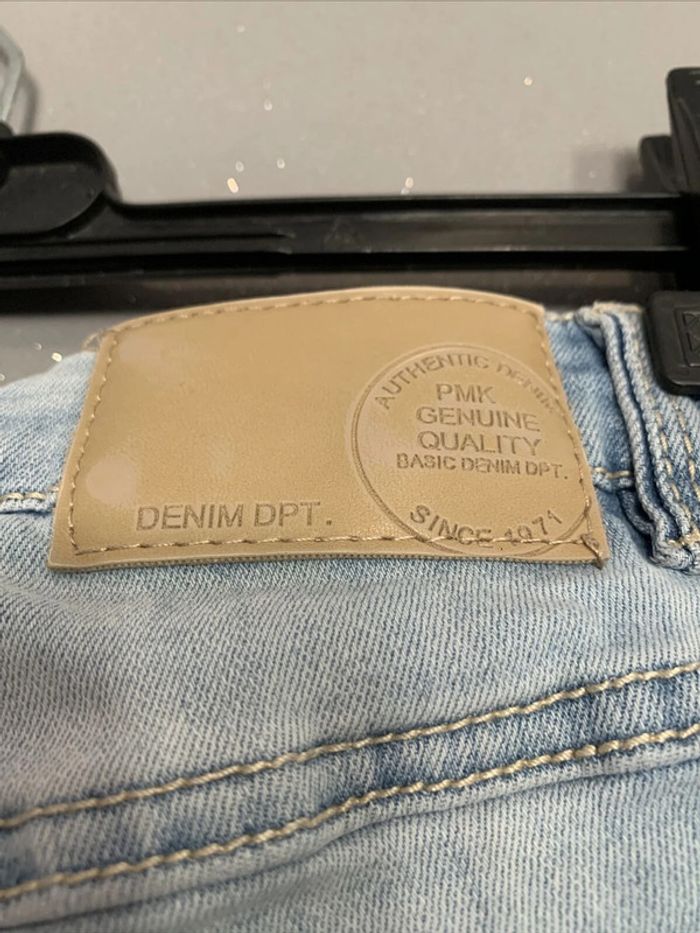 AUTHENTIC DENIM
PMK
GENUINE
QUALITY
BASIC DENIM DPT.
SINCE 1971
DENIM DPT.